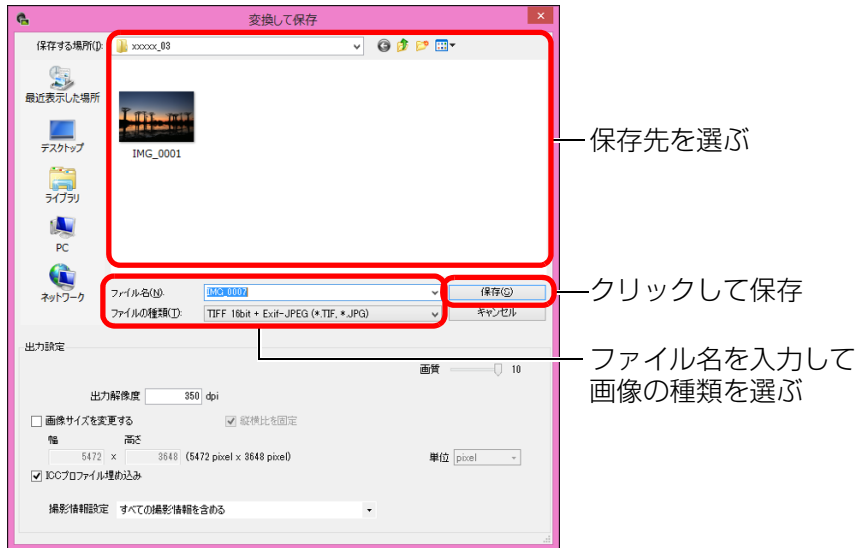 変換して保存
保存する場所(I): xxxxx_03
最近表示した場所
デスクトップ
ライブラリ
PC
ネットワーク
IMG_0001
保存先を選ぶ
ファイル名(N): IMG_0007 保存(S)
ファイルの種類(T): TIFF 16bit + Exif-JPEG (*.TIF, *.JPG) キャンセル
クリックして保存
ファイル名を入力して
画像の種類を選ぶ
出力設定
画質 10
出力解像度 350 dpi
画像サイズを変更する 縦横比を固定
幅 高さ
5472 x 3648 (5472 pixel x 3648 pixel) 単位 pixel
ICCプロファイル埋め込み
撮影情報設定 すべての撮影情報を含める